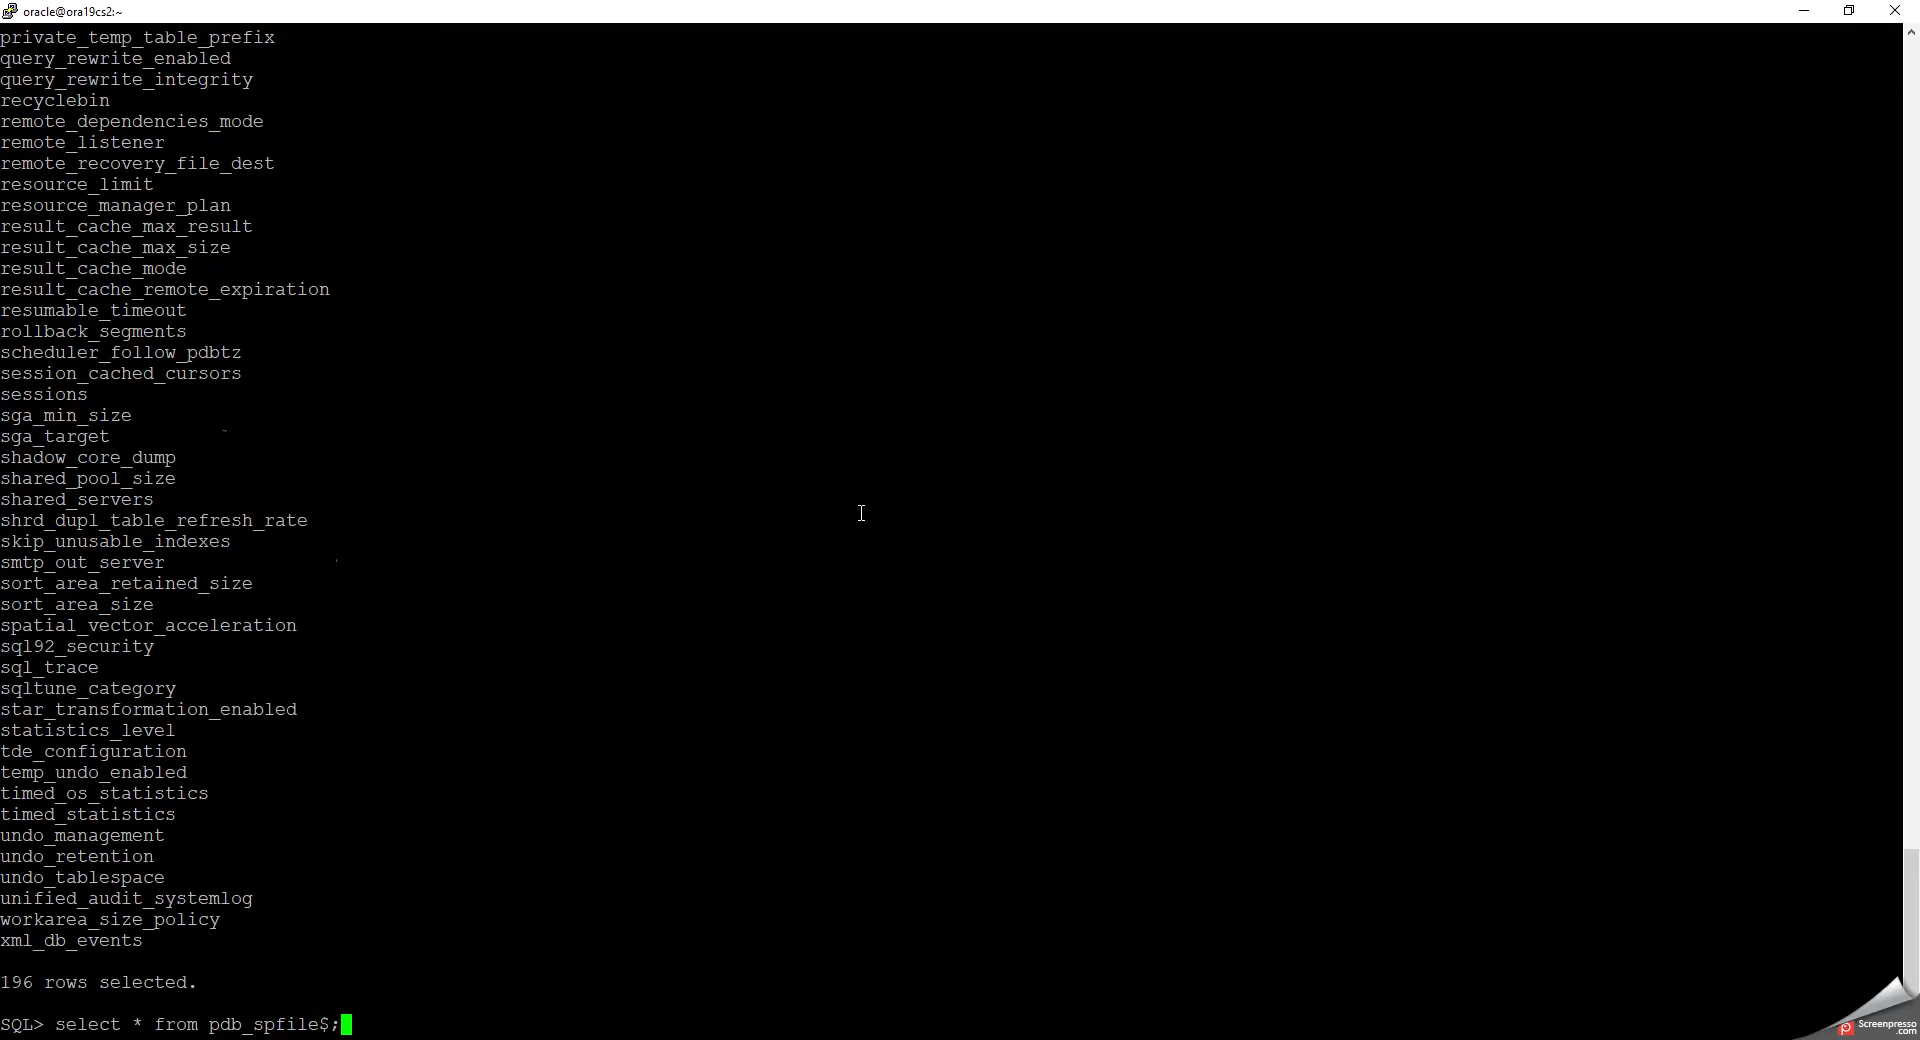 oracle@ora19cs2:~
private_temp_table_prefix
query_rewrite_enabled
query_rewrite_integrity
recyclebin
remote_dependencies_mode
remote_listener
remote_recovery_file_dest
resource_limit
resource_manager_plan
result_cache_max_result
result_cache_max_size
result_cache_mode
result_cache_remote_expiration
resumable_timeout
rollback_segments
scheduler_follow_pdbtz
session_cached_cursors
sessions
sga_min_size
sga_target
shadow_core_dump
shared_pool_size
shared_servers
shrd_dupl_table_refresh_rate
skip_unusable_indexes
smtp_out_server
sort_area_retained_size
sort_area_size
spatial_vector_acceleration
sql92_security
sql_trace
sqltune_category
star_transformation_enabled
statistics_level
tde_configuration
temp_undo_enabled
timed_os_statistics
timed_statistics
undo_management
undo_retention
undo_tablespace
unified_audit_systemlog
workarea_size_policy
xml_db_events
196 rows selected.
SQL> select * from pdb_spfile$;
Screenpresso
.com